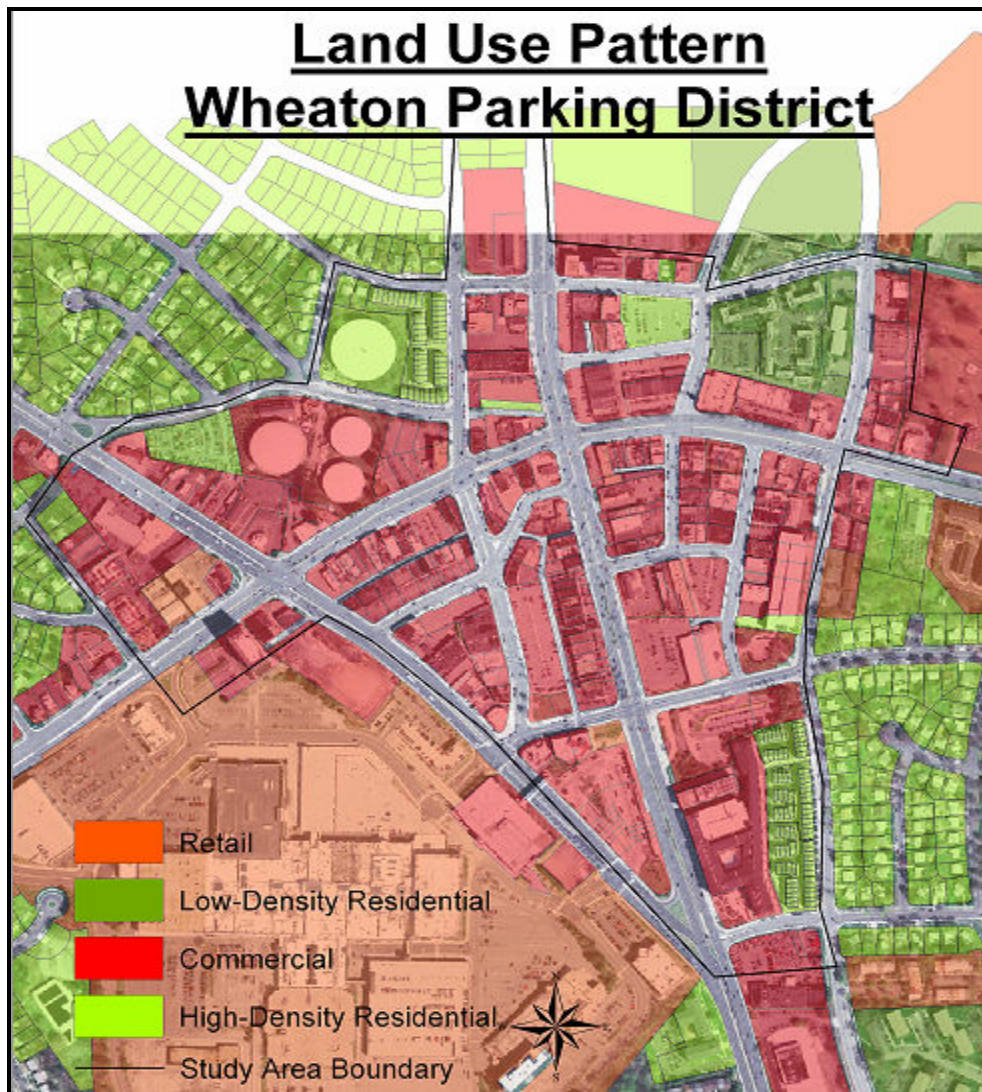 Land Use Pattern
Wheaton Parking District
Retail
Low-Density Residential
Commercial
High-Density Residential
Study Area Boundary
N
S